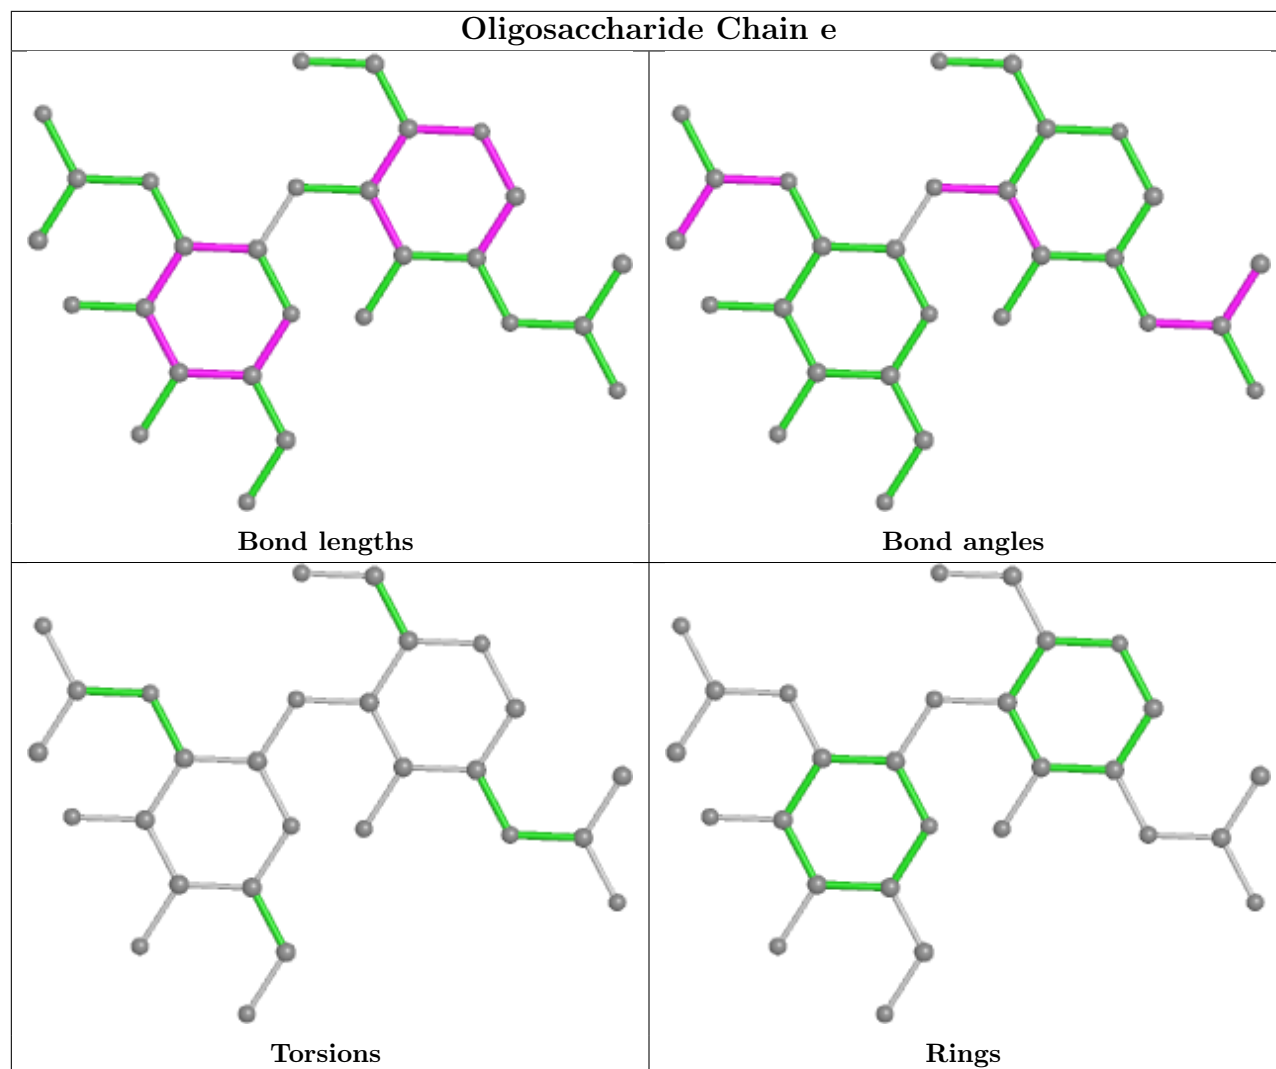 Oligosaccharide Chain e
Bond lengths
Bond angles
Torsions
Rings